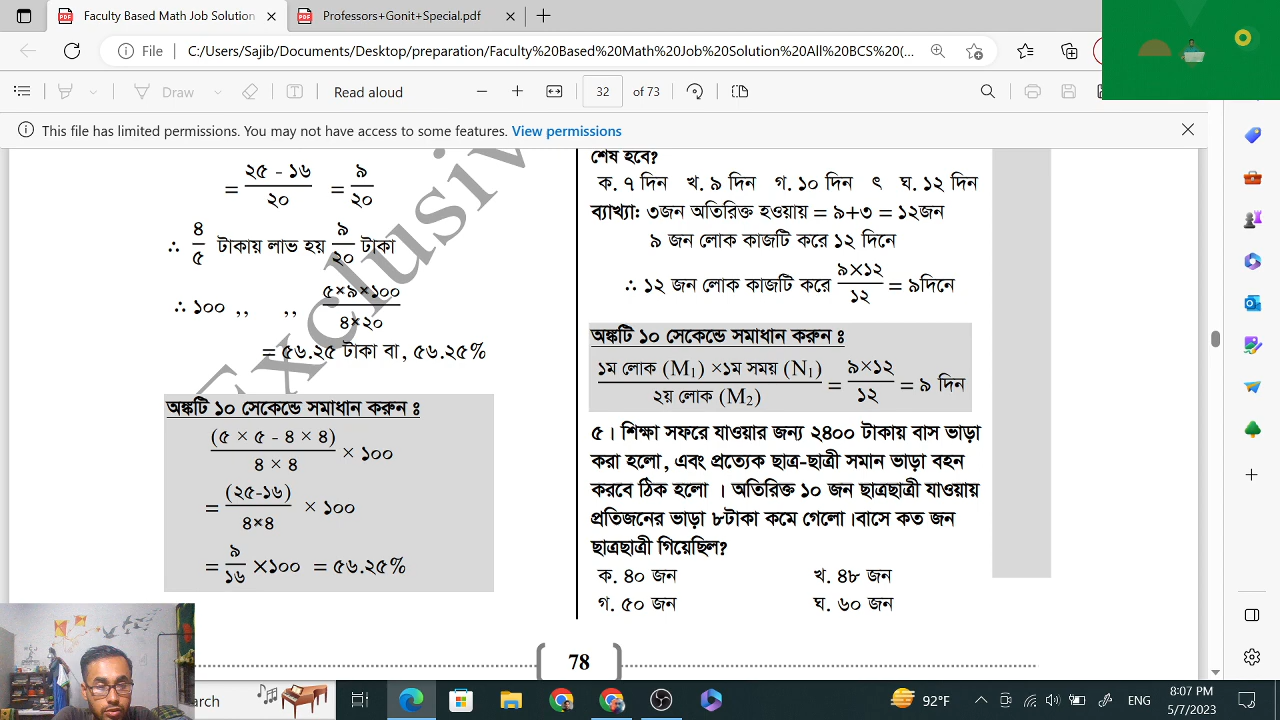 Faculty Based Math Job Solution
Professors+Gonit+Special.pdf
File
C:/Users/Sajib/Documents/Desktop/preparation/Faculty%20Based%20Math%20Job%20Solution%20All%20BCS%20(...
Draw
Read aloud
32
of 73
This file has limited permissions. You may not have access to some features. View permissions
Exclusiv
= ২৫ - ১৬ / ২০ = ৯ / ২০
∴ ৪ / ৫ টাকায় লাভ হয় ৯ / ২০ টাকা
∴ ১০০ ,, ,, ৫×৯×১০০ / ৪×২০
= ৫৬.২৫ টাকা বা, ৫৬.২৫%
অঙ্কটি ১০ সেকেন্ডে সমাধান করুন ঃ
(৫ × ৫ - ৪ × ৪) / ৪ × ৪ × ১০০
= (২৫-১৬) / ৪×৪ × ১০০
= ৯ / ১৬ ×১০০ = ৫৬.২৫%
শেষ হবে?
ক. ৭ দিন খ. ৯ দিন গ. ১০ দিন ৎ ঘ. ১২ দিন
ব্যাখ্যা: ৩জন অতিরিক্ত হওয়ায় = ৯+৩ = ১২জন
৯ জন লোক কাজটি করে ১২ দিনে
∴ ১২ জন লোক কাজটি করে ৯×১২ / ১২ = ৯দিনে
অঙ্কটি ১০ সেকেন্ডে সমাধান করুন ঃ
১ম লোক (M₁) ×১ম সময় (N₁) / ২য় লোক (M₂) = ৯×১২ / ১২ = ৯ দিন
৫। শিক্ষা সফরে যাওয়ার জন্য ২৪০০ টাকায় বাস ভাড়া
করা হলো, এবং প্রত্যেক ছাত্র-ছাত্রী সমান ভাড়া বহন
করবে ঠিক হলো । অতিরিক্ত ১০ জন ছাত্রছাত্রী যাওয়ায়
প্রতিজনের ভাড়া ৮টাকা কমে গেলো।বাসে কত জন
ছাত্রছাত্রী গিয়েছিল?
ক. ৪০ জন খ. ৪৮ জন
গ. ৫০ জন ঘ. ৬০ জন
78
arch
92°F
ENG
8:07 PM
5/7/2023